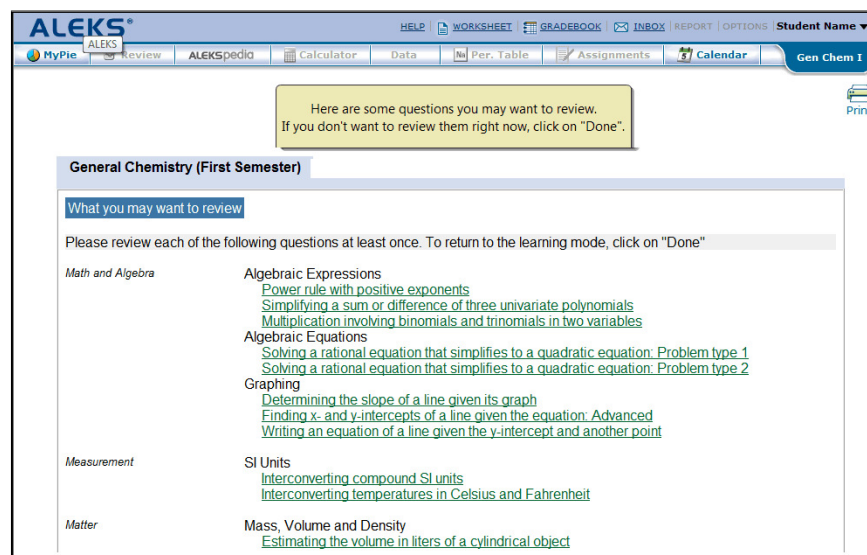 ALEKS®
HELP WORKSHEET GRADEBOOK INBOX REPORT OPTIONS Student Name
ALEKS
MyPie Review ALEKSpedia Calculator Data Na Per. Table Assignments 5 Calendar Gen Chem I
Here are some questions you may want to review.
If you don't want to review them right now, click on "Done".
Prin
General Chemistry (First Semester)
What you may want to review
Please review each of the following questions at least once. To return to the learning mode, click on "Done"
Math and Algebra Algebraic Expressions
Power rule with positive exponents
Simplifying a sum or difference of three univariate polynomials
Multiplication involving binomials and trinomials in two variables
Algebraic Equations
Solving a rational equation that simplifies to a quadratic equation: Problem type 1
Solving a rational equation that simplifies to a quadratic equation: Problem type 2
Graphing
Determining the slope of a line given its graph
Finding x- and y-intercepts of a line given the equation: Advanced
Writing an equation of a line given the y-intercept and another point
Measurement SI Units
Interconverting compound SI units
Interconverting temperatures in Celsius and Fahrenheit
Matter Mass, Volume and Density
Estimating the volume in liters of a cylindrical object